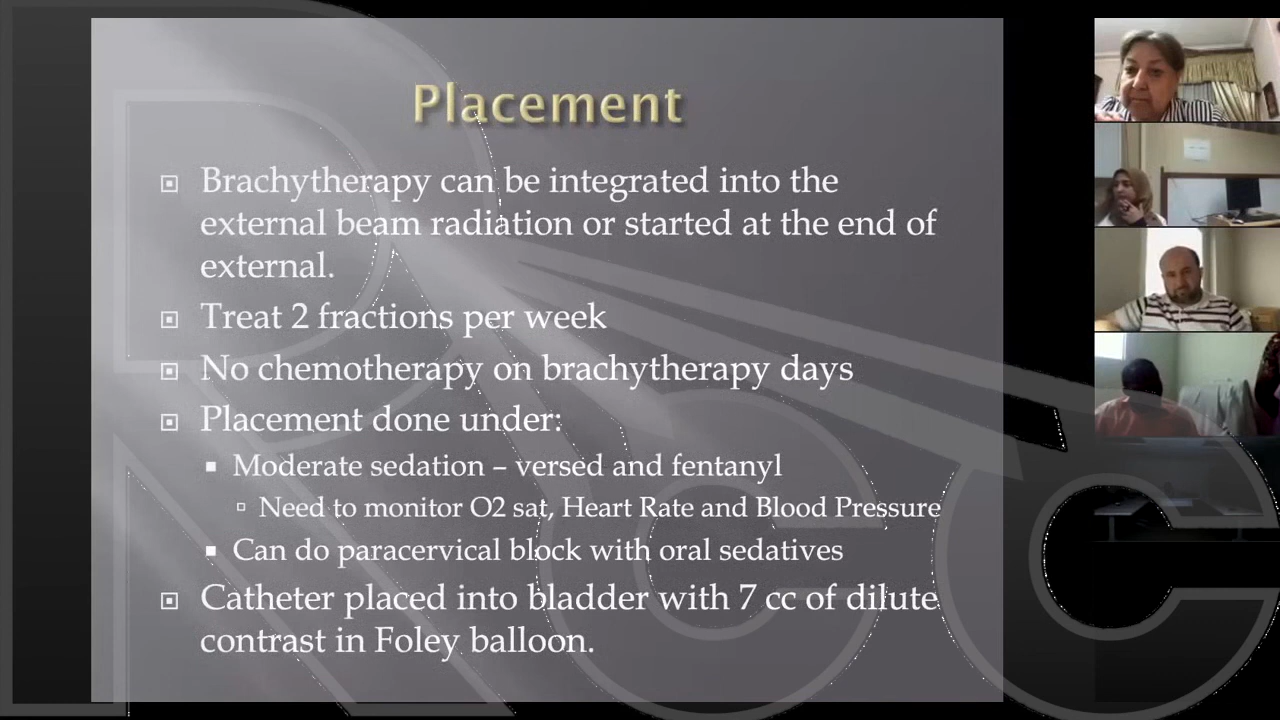 Placement
Brachytherapy can be integrated into the
external beam radiation or started at the end of
external.
Treat 2 fractions per week
No chemotherapy on brachytherapy days
Placement done under:
Moderate sedation – versed and fentanyl
Need to monitor O2 sat, Heart Rate and Blood Pressure
Can do paracervical block with oral sedatives
Catheter placed into bladder with 7 cc of dilute
contrast in Foley balloon.